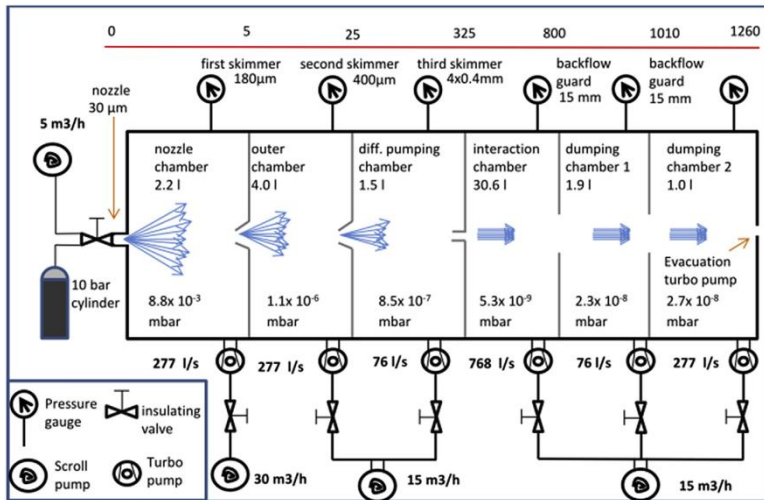 0 5 25 325 800 1010 1260
first skimmer
180µm
second skimmer
400µm
third skimmer
4x0.4mm
backflow
guard
15 mm
backflow
guard
15 mm
nozzle
30 µm
5 m3/h
nozzle
chamber
2.2 l
outer
chamber
4.0 l
diff. pumping
chamber
1.5 l
interaction
chamber
30.6 l
dumping
chamber 1
1.9 l
dumping
chamber 2
1.0 l
10 bar
cylinder
Evacuation
turbo pump
8.8x 10-3
mbar
1.1x 10-6
mbar
8.5x 10-7
mbar
5.3x 10-9
mbar
2.3x 10-8
mbar
2.7x 10-8
mbar
277 l/s 277 l/s 76 l/s 768 l/s 76 l/s 277 l/s
Pressure
gauge
insulating
valve
Scroll
pump
Turbo
pump
30 m3/h 15 m3/h 15 m3/h